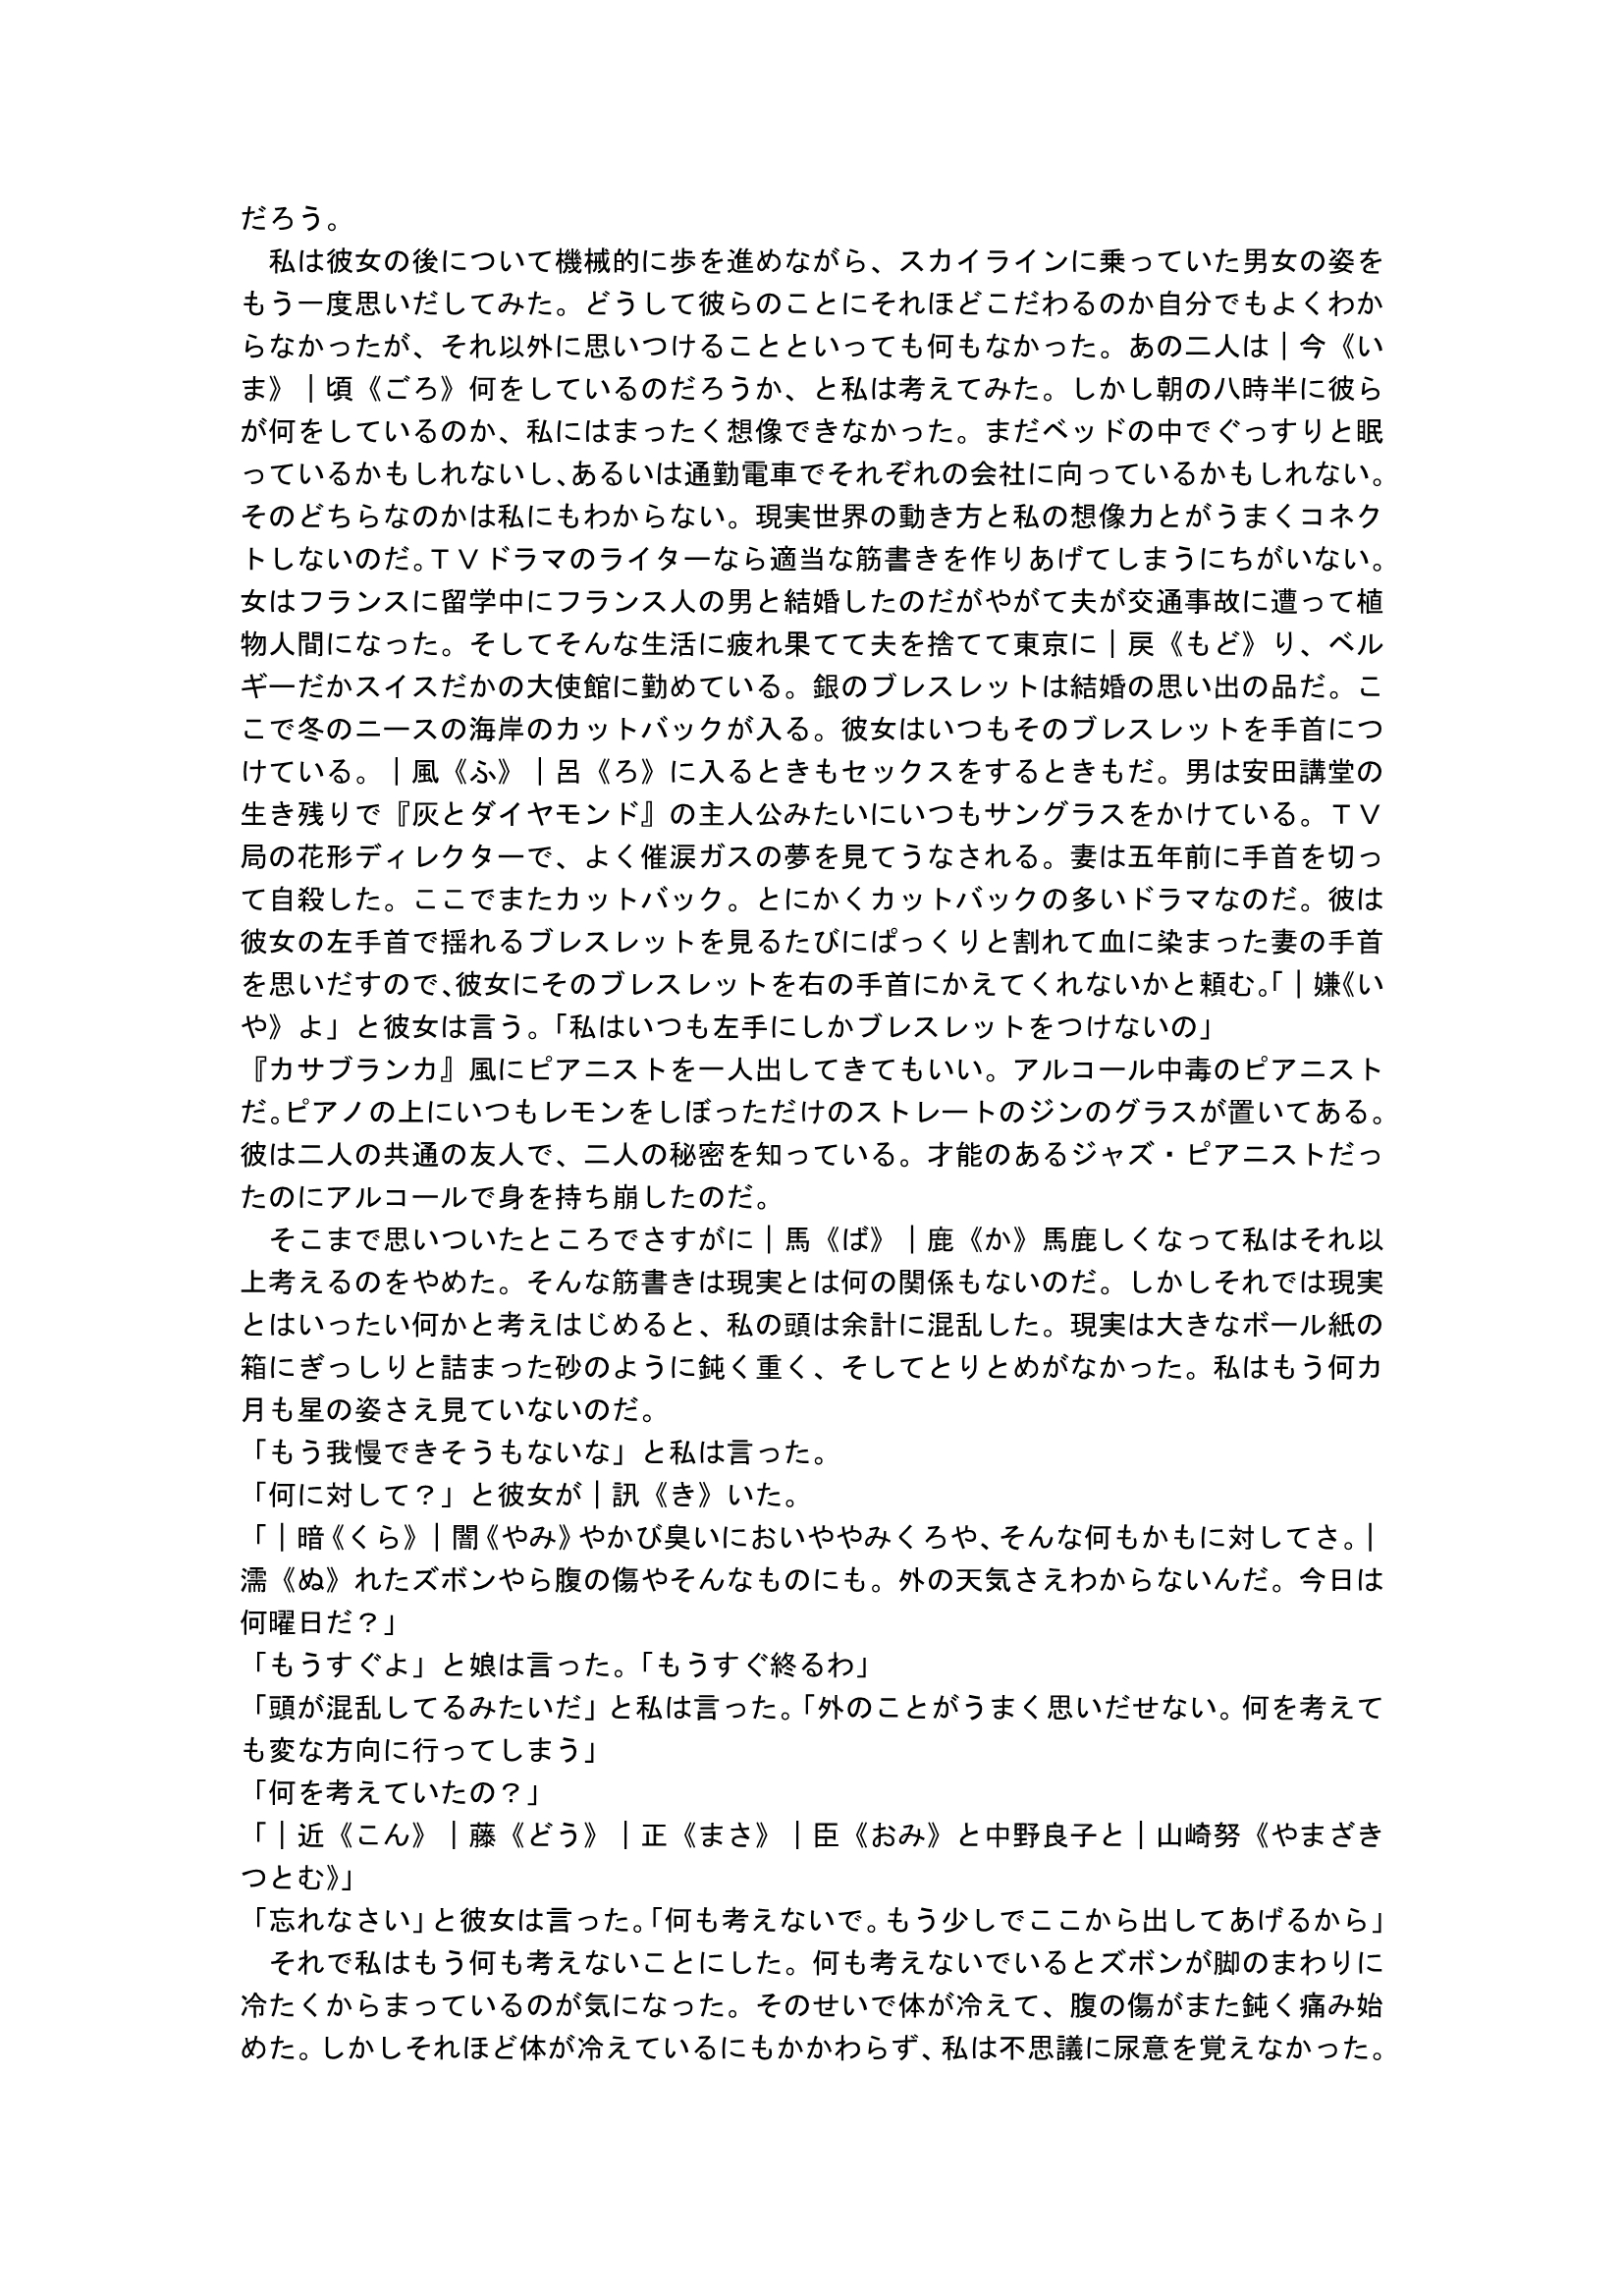 だろう。
　私は彼女の後について機械的に歩を進めながら、スカイラインに乗っていた男女の姿を
もう一度思いだしてみた。どうして彼らのことにそれほどこだわるのか自分でもよくわか
らなかったが、それ以外に思いつけることといっても何もなかった。あの二人は｜今《い
ま》｜頃《ごろ》何をしているのだろうか、と私は考えてみた。しかし朝の八時半に彼ら
が何をしているのか、私にはまったく想像できなかった。まだベッドの中でぐっすりと眠
っているかもしれないし、あるいは通勤電車でそれぞれの会社に向っているかもしれない。
そのどちらなのかは私にもわからない。現実世界の動き方と私の想像力とがうまくコネク
トしないのだ。ＴＶドラマのライターなら適当な筋書きを作りあげてしまうにちがいない。
女はフランスに留学中にフランス人の男と結婚したのだがやがて夫が交通事故に遭って植
物人間になった。そしてそんな生活に疲れ果てて夫を捨てて東京に｜戻《もど》り、ベル
ギーだかスイスだかの大使館に勤めている。銀のブレスレットは結婚の思い出の品だ。こ
こで冬のニースの海岸のカットバックが入る。彼女はいつもそのブレスレットを手首につ
けている。｜風《ふ》｜呂《ろ》に入るときもセックスをするときもだ。男は安田講堂の
生き残りで『灰とダイヤモンド』の主人公みたいにいつもサングラスをかけている。ＴＶ
局の花形ディレクターで、よく催涙ガスの夢を見てうなされる。妻は五年前に手首を切っ
て自殺した。ここでまたカットバック。とにかくカットバックの多いドラマなのだ。彼は
彼女の左手首で揺れるブレスレットを見るたびにぱっくりと割れて血に染まった妻の手首
を思いだすので、彼女にそのブレスレットを右の手首にかえてくれないかと頼む。「｜嫌《い
や》よ」と彼女は言う。「私はいつも左手にしかブレスレットをつけないの」
『カサブランカ』風にピアニストを一人出してきてもいい。アルコール中毒のピアニスト
だ。ピアノの上にいつもレモンをしぼっただけのストレートのジンのグラスが置いてある。
彼は二人の共通の友人で、二人の秘密を知っている。才能のあるジャズ・ピアニストだっ
たのにアルコールで身を持ち崩したのだ。
　そこまで思いついたところでさすがに｜馬《ば》｜鹿《か》馬鹿しくなって私はそれ以
上考えるのをやめた。そんな筋書きは現実とは何の関係もないのだ。しかしそれでは現実
とはいったい何かと考えはじめると、私の頭は余計に混乱した。現実は大きなボール紙の
箱にぎっしりと詰まった砂のように鈍く重く、そしてとりとめがなかった。私はもう何カ
月も星の姿さえ見ていないのだ。
「もう我慢できそうもないな」と私は言った。
「何に対して？」と彼女が｜訊《き》いた。
「｜暗《くら》｜闇《やみ》やかび臭いにおいややみくろや、そんな何もかもに対してさ。｜
濡《ぬ》れたズボンやら腹の傷やそんなものにも。外の天気さえわからないんだ。今日は
何曜日だ？」
「もうすぐよ」と娘は言った。「もうすぐ終るわ」
「頭が混乱してるみたいだ」と私は言った。「外のことがうまく思いだせない。何を考えて
も変な方向に行ってしまう」
「何を考えていたの？」
「｜近《こん》｜藤《どう》｜正《まさ》｜臣《おみ》と中野良子と｜山崎努《やまざき
つとむ》」
「忘れなさい」と彼女は言った。「何も考えないで。もう少しでここから出してあげるから」
　それで私はもう何も考えないことにした。何も考えないでいるとズボンが脚のまわりに
冷たくからまっているのが気になった。そのせいで体が冷えて、腹の傷がまた鈍く痛み始
めた。しかしそれほど体が冷えているにもかかわらず、私は不思議に尿意を覚えなかった。